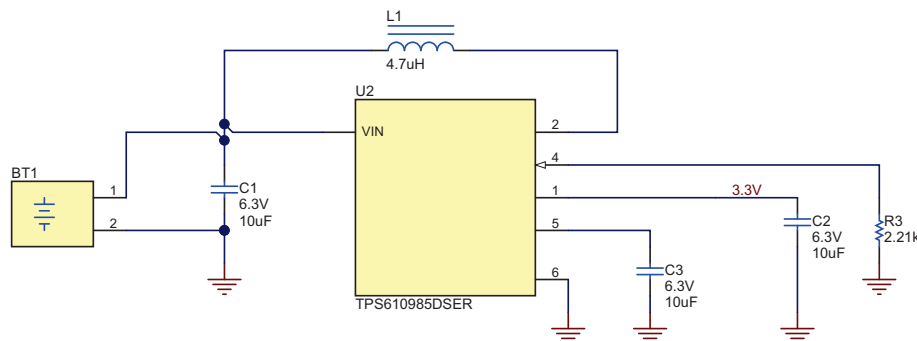 L1
4.7uH
U2
VIN
2
4
1
3.3V
5
6
TPS610985DSER
BT1
1
2
C1
6.3V
10uF
C2
6.3V
10uF
R3
2.21k
C3
6.3V
10uF